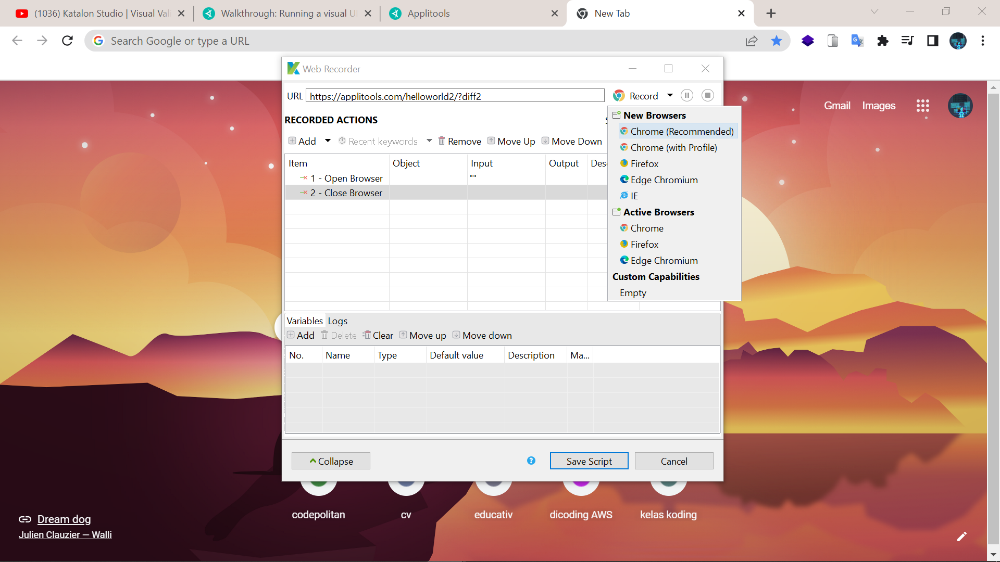 (1036) Katalon Studio | Visual Vali
Walkthrough: Running a visual UI
Applitools
New Tab
Search Google or type a URL
Web Recorder
URL https://applitools.com/helloworld2/?diff2
Record
Gmail Images
RECORDED ACTIONS
New Browsers
Chrome (Recommended)
Chrome (with Profile)
Firefox
Edge Chromium
IE
Active Browsers
Chrome
Firefox
Edge Chromium
Custom Capabilities
Empty
Add Recent keywords Remove Move Up Move Down
Item Object Input Output Desc
1 - Open Browser ""
2 - Close Browser
Variables Logs
Add Delete Clear Move up Move down
No. Name Type Default value Description Ma...
Collapse ? Save Script Cancel
codepolitan cv educativ dicoding AWS kelas koding
Dream dog
Julien Clauzier — Walli